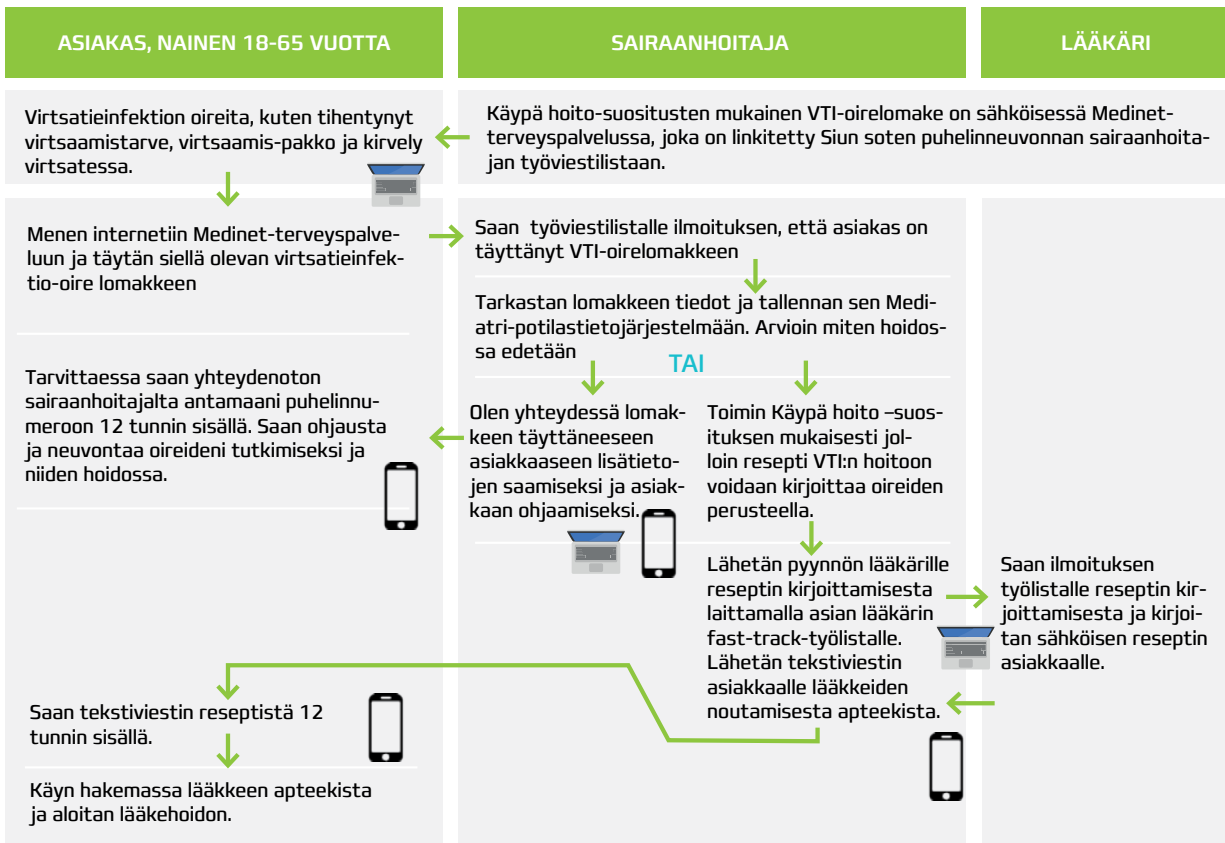 ASIAKAS, NAINEN 18-65 VUOTTA
SAIRAANHOITAJA
LÄÄKÄRI
Virtsatieinfektion oireita, kuten tihentynyt
virtsaamistarve, virtsaamis-pakko ja kirvely
virtsatessa.
Käypä hoito-suositusten mukainen VTI-oirelomake on sähköisessä Medinet-
terveyspalvelussa, joka on linkitetty Siun soten puhelinneuvonnan sairaanhoita-
jan työviestilistaan.
Menen internetiin Medinet-terveyspalve-
luun ja täytän siellä olevan virtsatieinfek-
tio-oire lomakkeen
Saan työviestilistalle ilmoituksen, että asiakas on
täyttänyt VTI-oirelomakkeen
Tarkastan lomakkeen tiedot ja tallennan sen Medi-
atri-potilastietojärjestelmään. Arvioin miten hoidos-
sa edetään
TAI
Tarvittaessa saan yhteydenoton
sairaanhoitajalta antamaani puhelinnu-
meroon 12 tunnin sisällä. Saan ohjausta
ja neuvontaa oireideni tutkimiseksi ja
niiden hoidossa.
Olen yhteydessä lomak-
keen täyttäneeseen
asiakkaaseen lisätieto-
jen saamiseksi ja asiak-
kaan ohjaamiseksi.
Toimin Käypä hoito –suos-
ituksen mukaisesti jol-
loin resepti VTI:n hoitoon
voidaan kirjoittaa oireiden
perusteella.
Lähetän pyynnön lääkärille
reseptin kirjoittamisesta
laittamalla asian lääkärin
fast-track-työlistalle.
Lähetän tekstiviestin
asiakkaalle lääkkeiden
noutamisesta apteekista.
Saan ilmoituksen
työlistalle reseptin kir-
joittamisesta ja kirjoi-
tan sähköisen reseptin
asiakkaalle.
Saan tekstiviestin reseptistä 12
tunnin sisällä.
Käyn hakemassa lääkkeen apteekista
ja aloitan lääkehoidon.